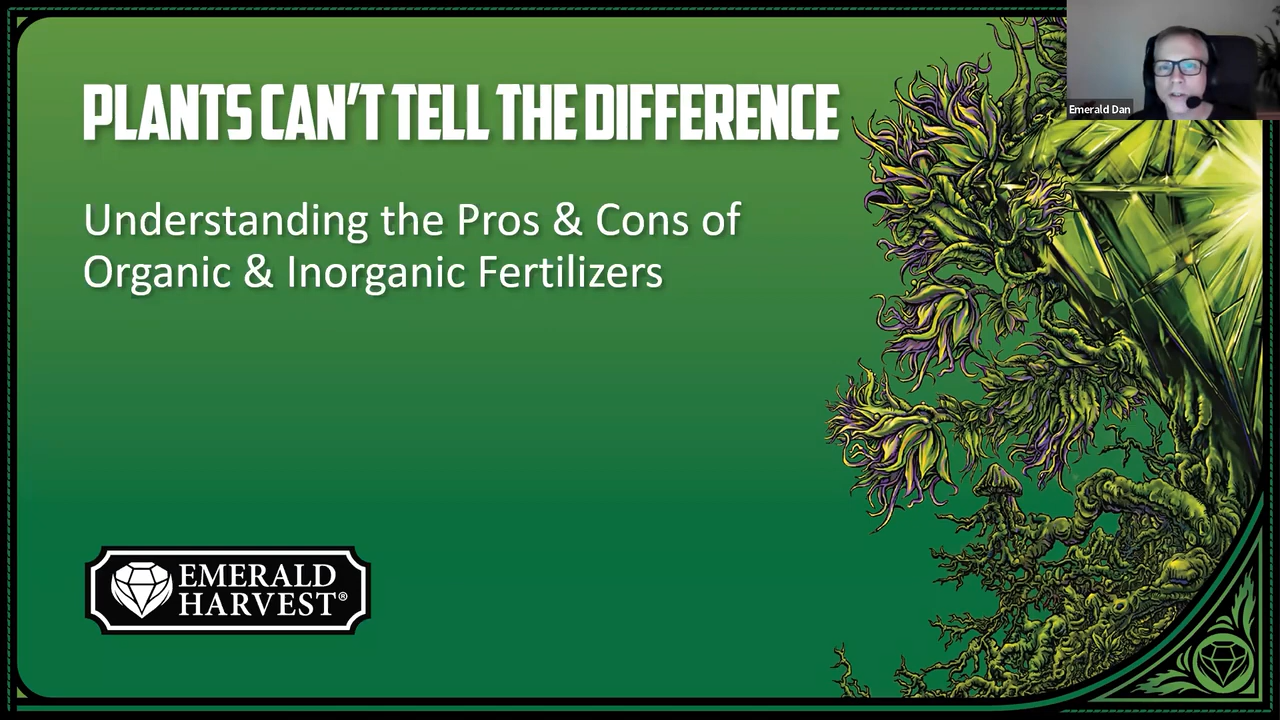 PLANTS CAN'T TELL THE DIFFERENCE
Understanding the Pros & Cons of
Organic & Inorganic Fertilizers
EMERALD
HARVEST®
Emerald Dan